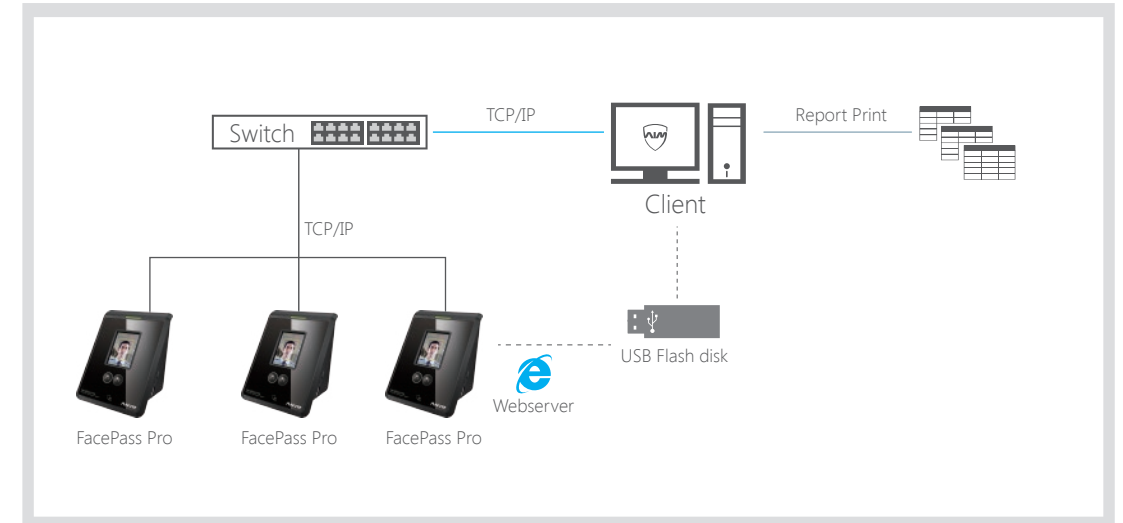 TCP/IP
Report Print
Switch
Client
TCP/IP
USB Flash disk
Webserver
FacePass Pro
FacePass Pro
FacePass Pro